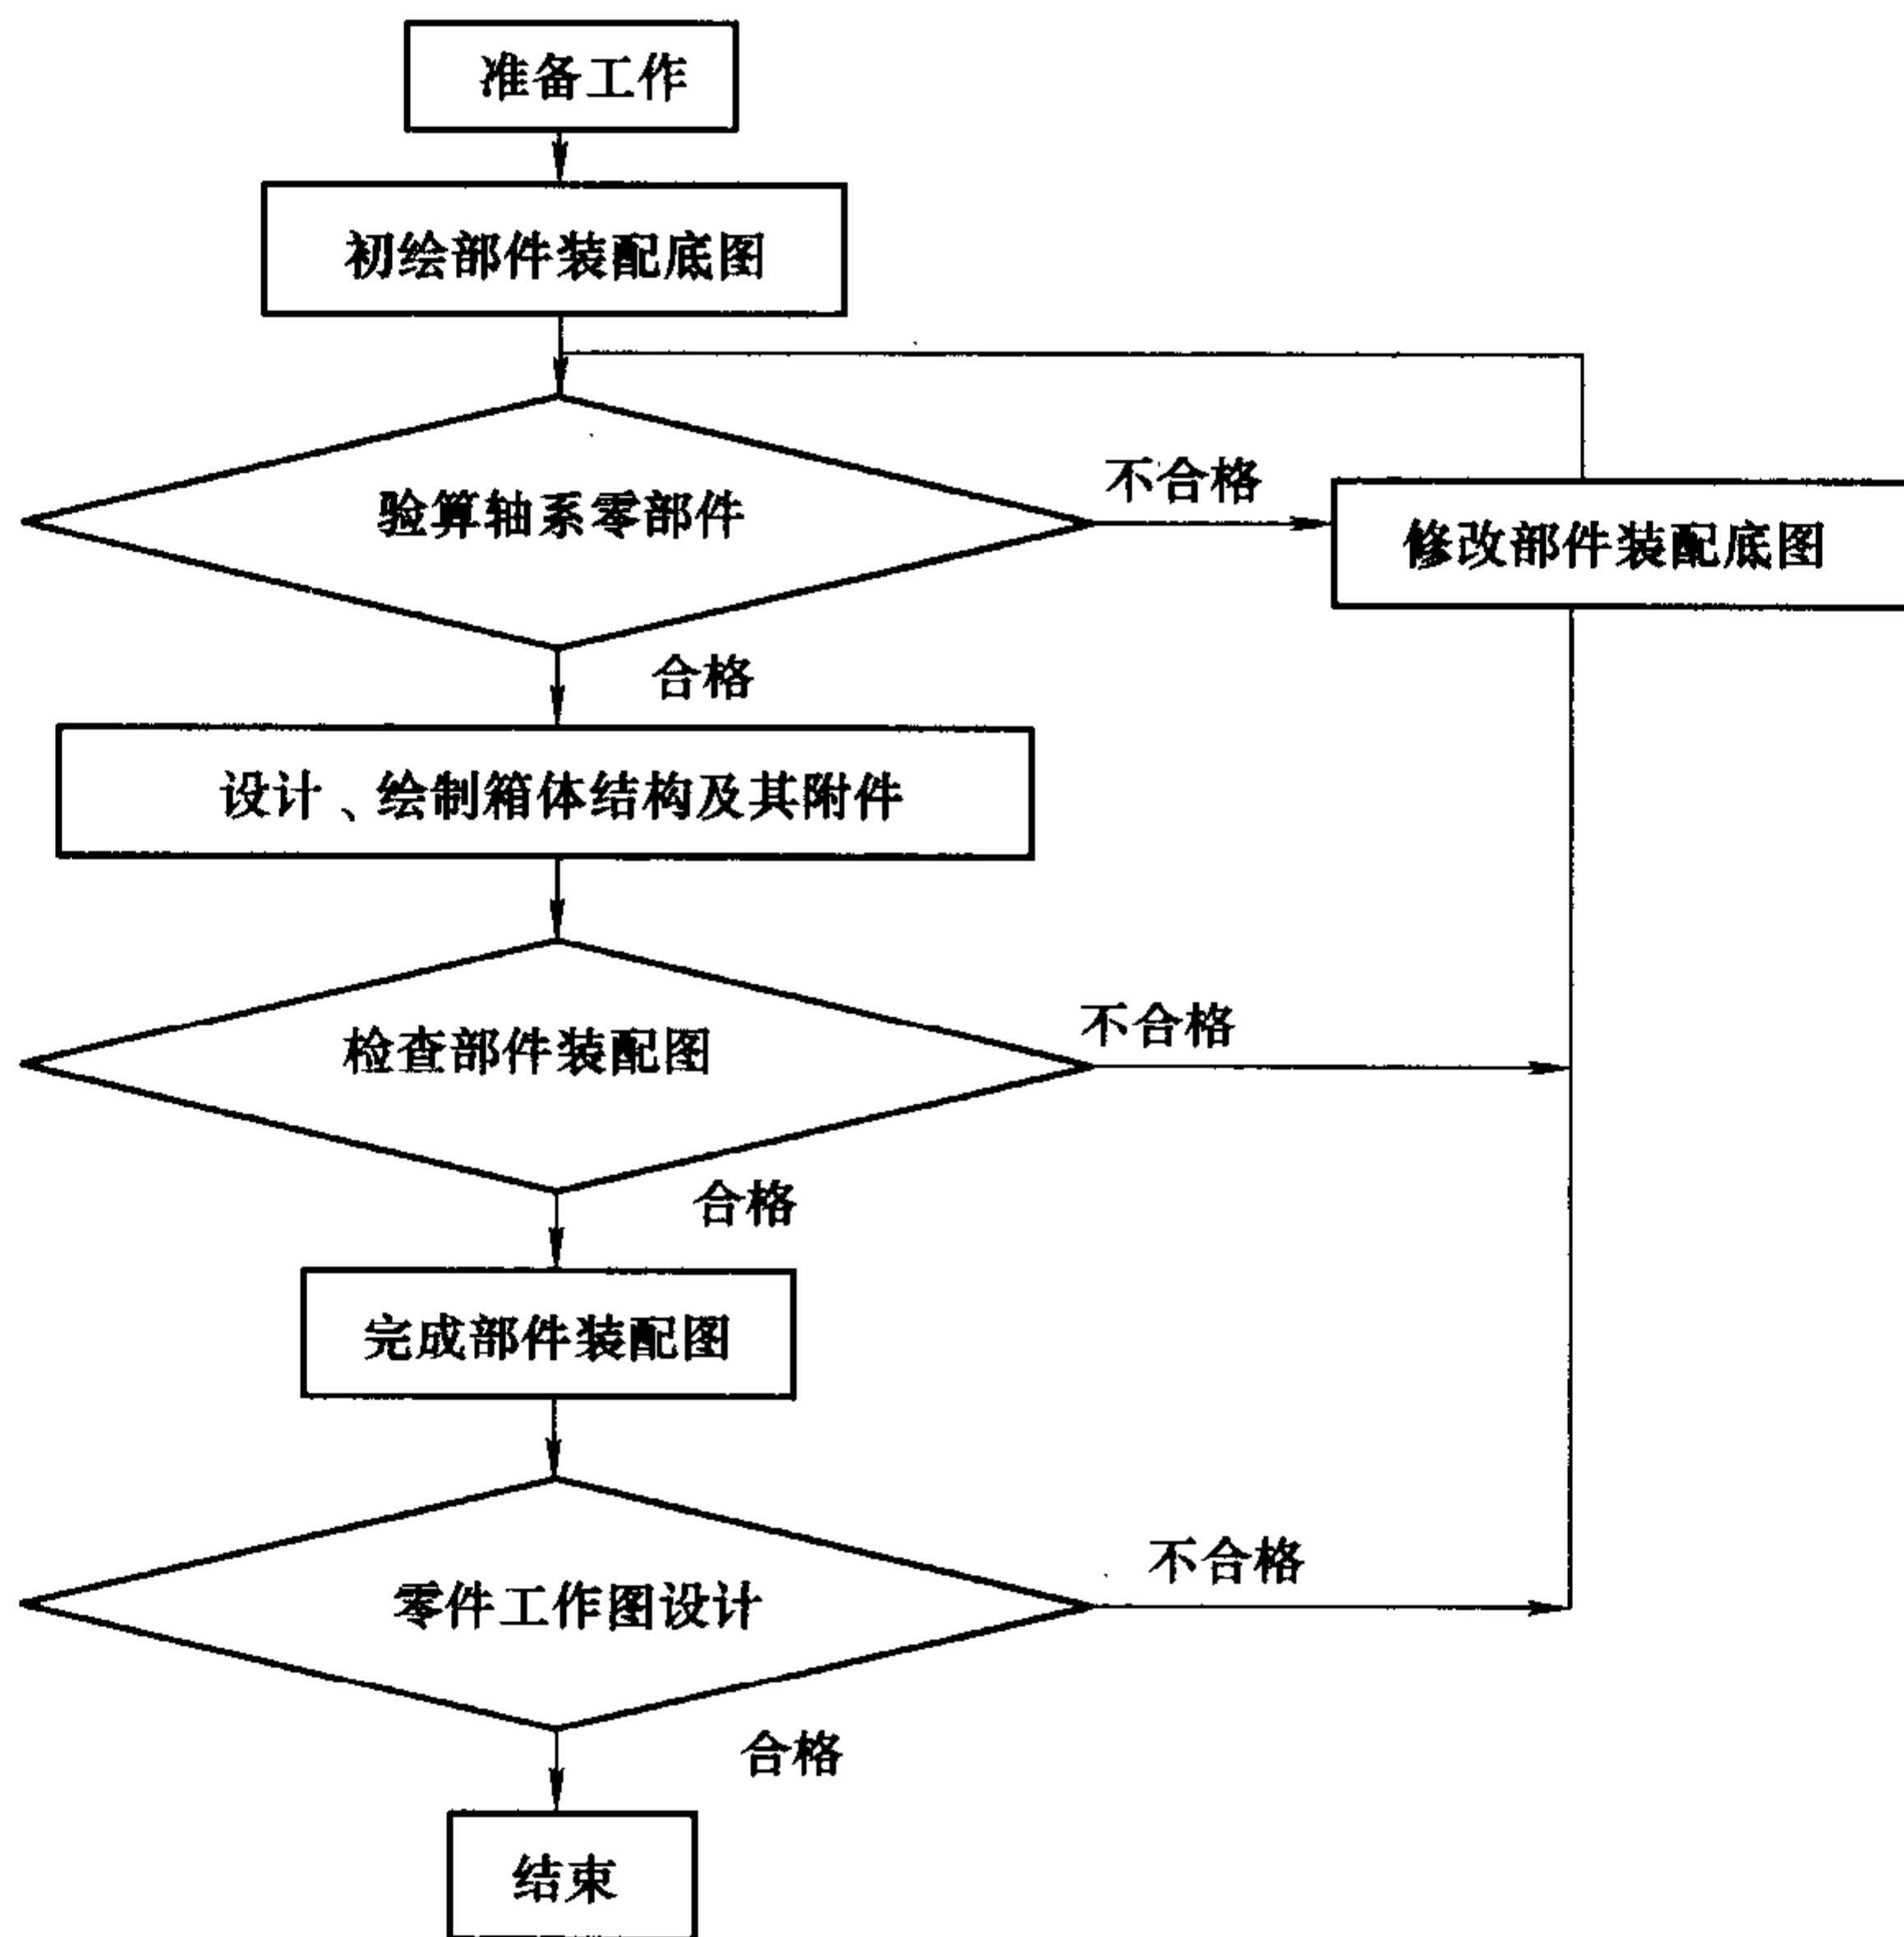 准备工作
初绘部件装配底图
验算轴系零部件
不合格
修改部件装配底图
合格
设计、绘制箱体结构及其附件
检查部件装配图
不合格
合格
完成部件装配图
零件工作图设计
不合格
合格
结束